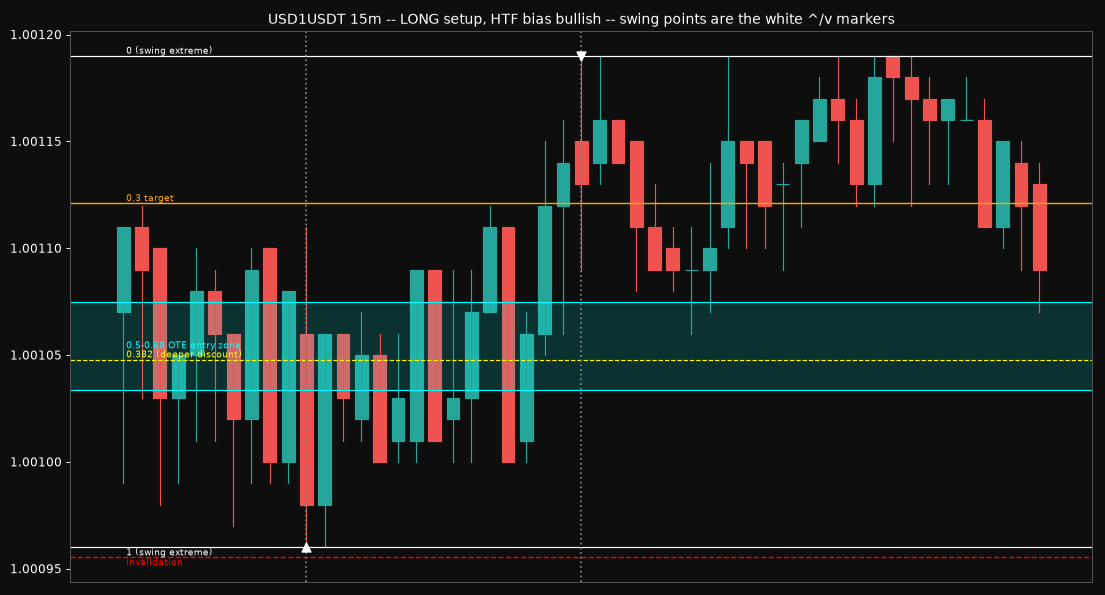 USD1USDT 15m -- LONG setup, HTF bias bullish -- swing points are the white ^/v markers
1.00120
0 (swing extreme)
1.00115
0.3 target
1.00110
0.5-0.68 OTE entry zone
0.382 (deeper discount)
1.00105
1.00100
1 (swing extreme)
invalidation
1.00095